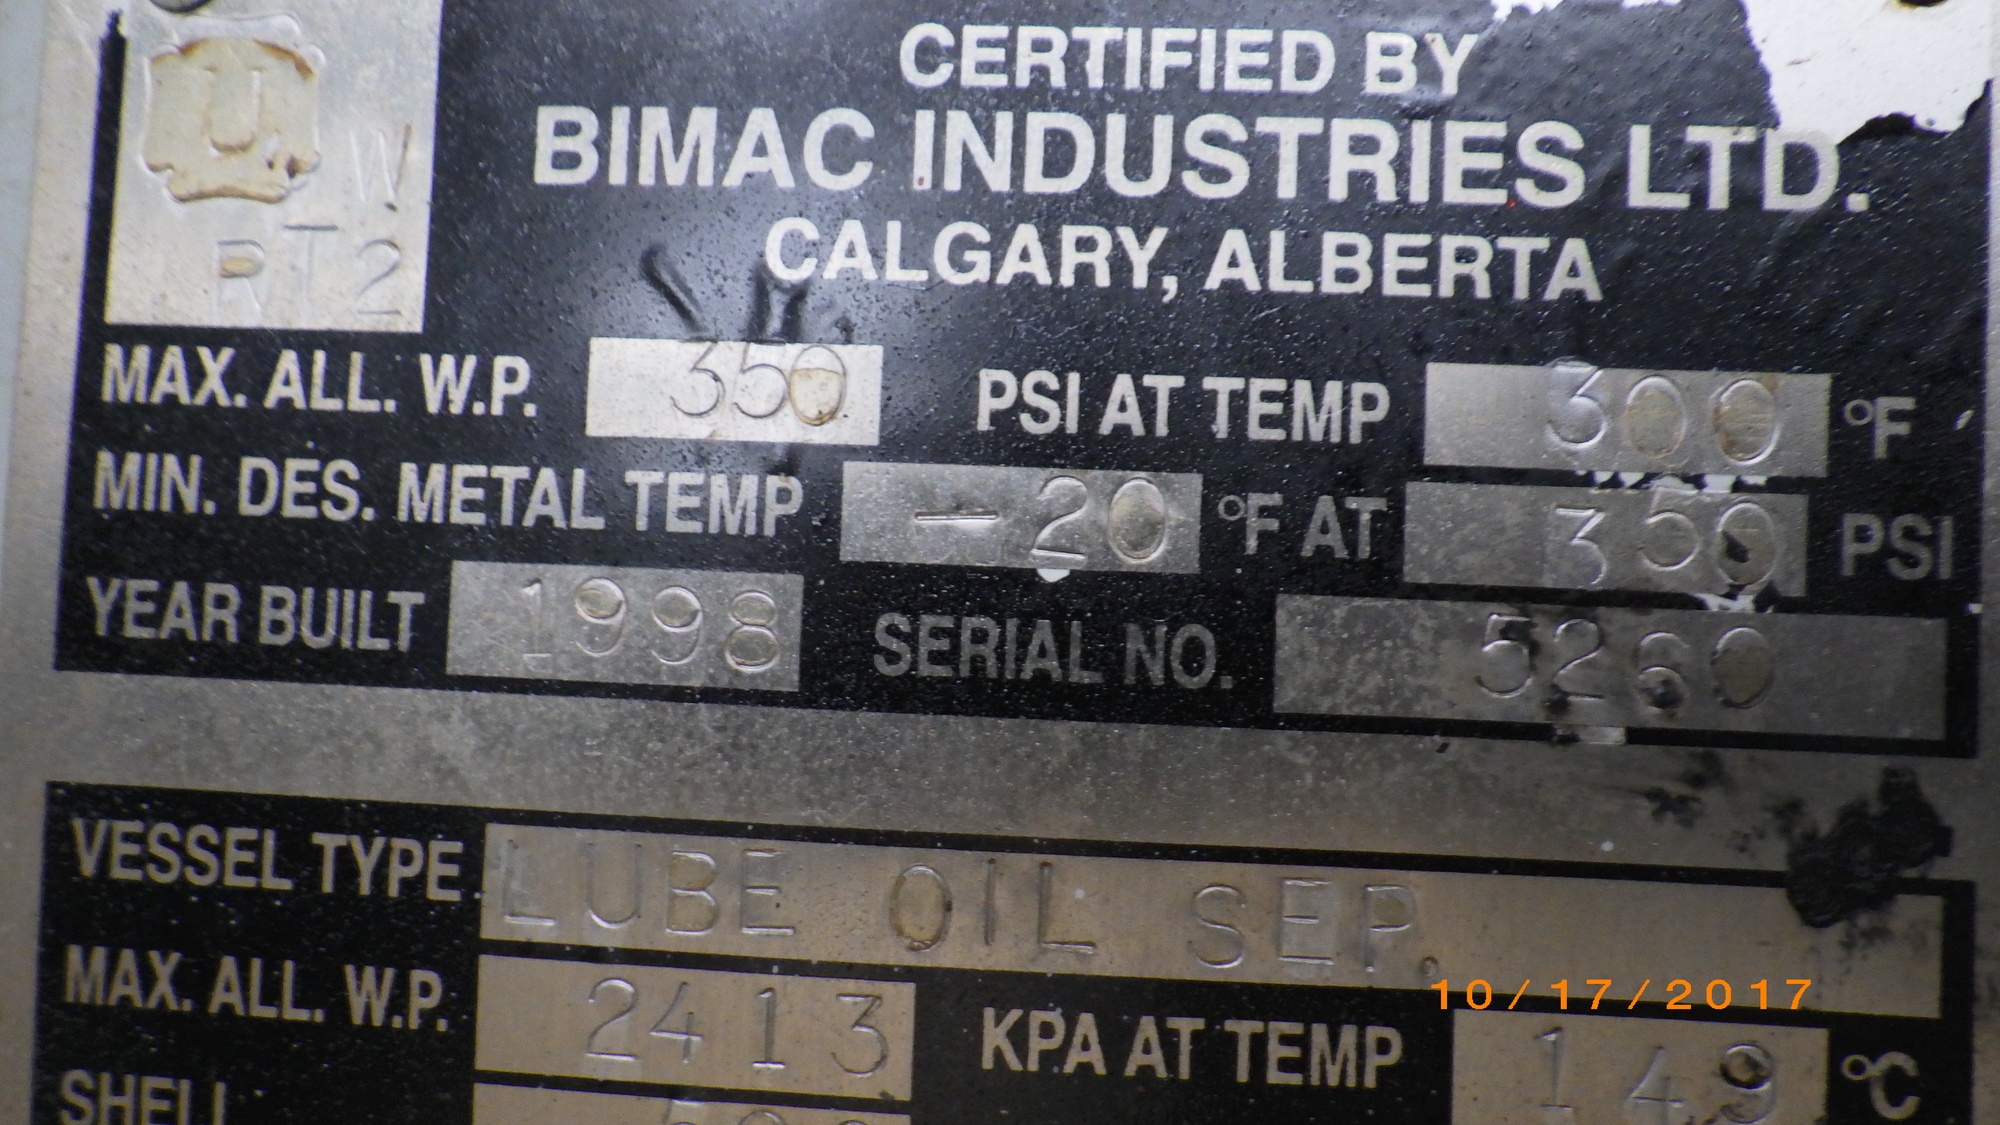 U
W
RT2
CERTIFIED BY
BIMAC INDUSTRIES LTD.
CALGARY, ALBERTA
MAX. ALL. W.P. 350 PSI AT TEMP 300 °F
MIN. DES. METAL TEMP -20 °F AT 350 PSI
YEAR BUILT 1998 SERIAL NO. 5260
VESSEL TYPE LUBE OIL SEP.
10/17/2017
MAX. ALL. W.P. 2413 KPA AT TEMP 149 °C
SHELL